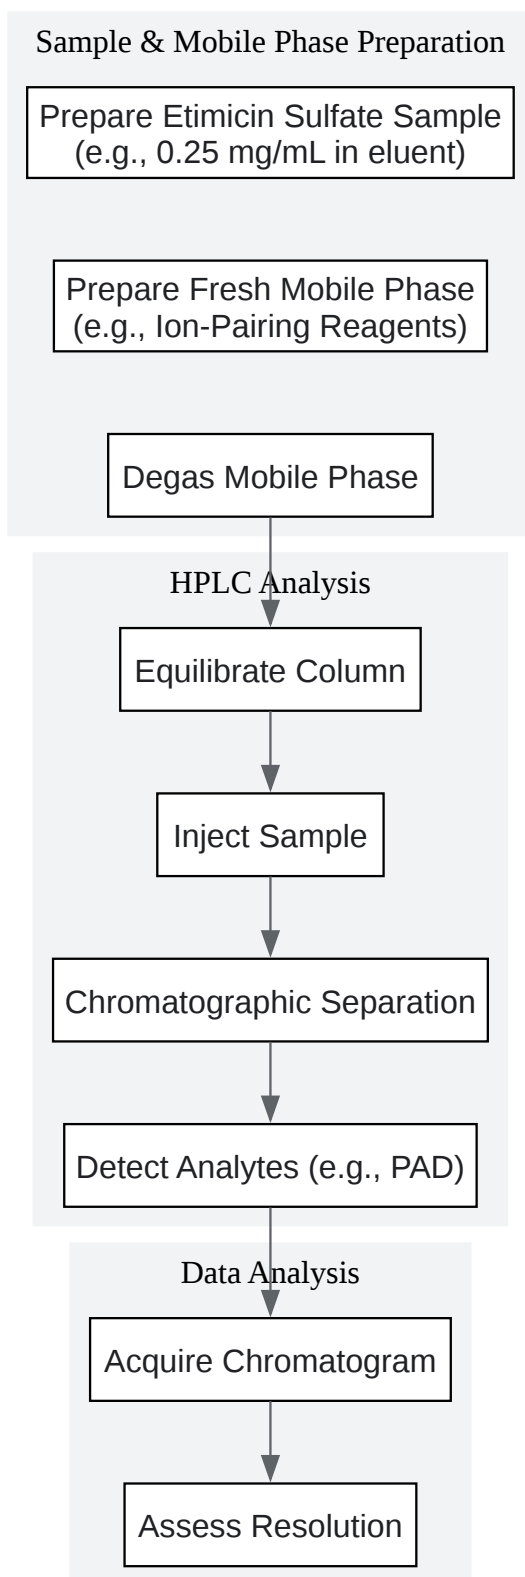 Sample & Mobile Phase Preparation
Prepare Etimicin Sulfate Sample
(e.g., 0.25 mg/mL in eluent)
Prepare Fresh Mobile Phase
(e.g., Ion-Pairing Reagents)
Degas Mobile Phase
HPLC Analysis
Equilibrate Column
Inject Sample
Chromatographic Separation
Detect Analytes (e.g., PAD)
Data Analysis
Acquire Chromatogram
Assess Resolution